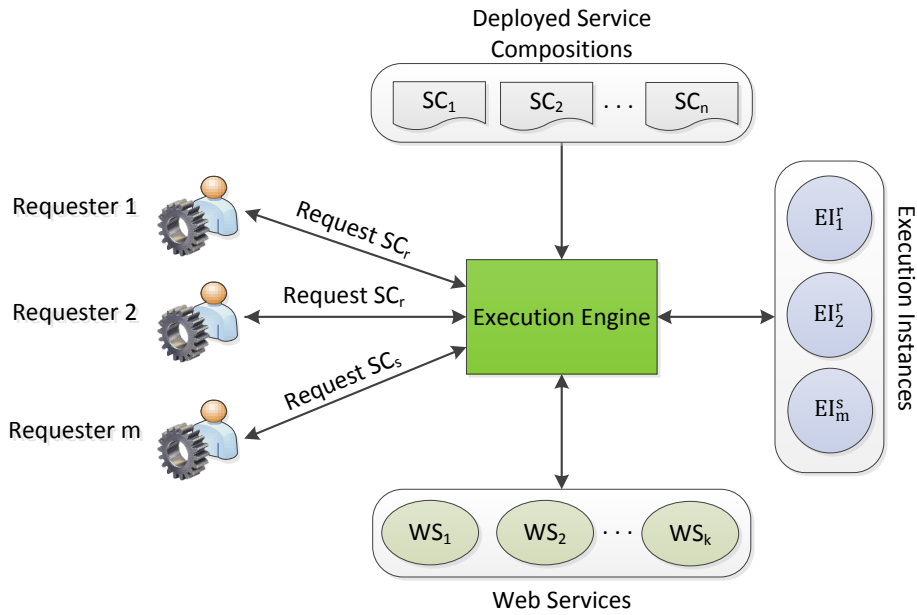 Deployed Service
Compositions
SC₁ SC₂ . . . SCₙ
Requester 1
Request SCᵣ
EI₁ʳ
Requester 2
Request SCᵣ
Execution Engine
EI₂ʳ
Execution Instances
Requester m
Request SCₛ
EIₘˢ
WS₁ WS₂ . . . WSₖ
Web Services